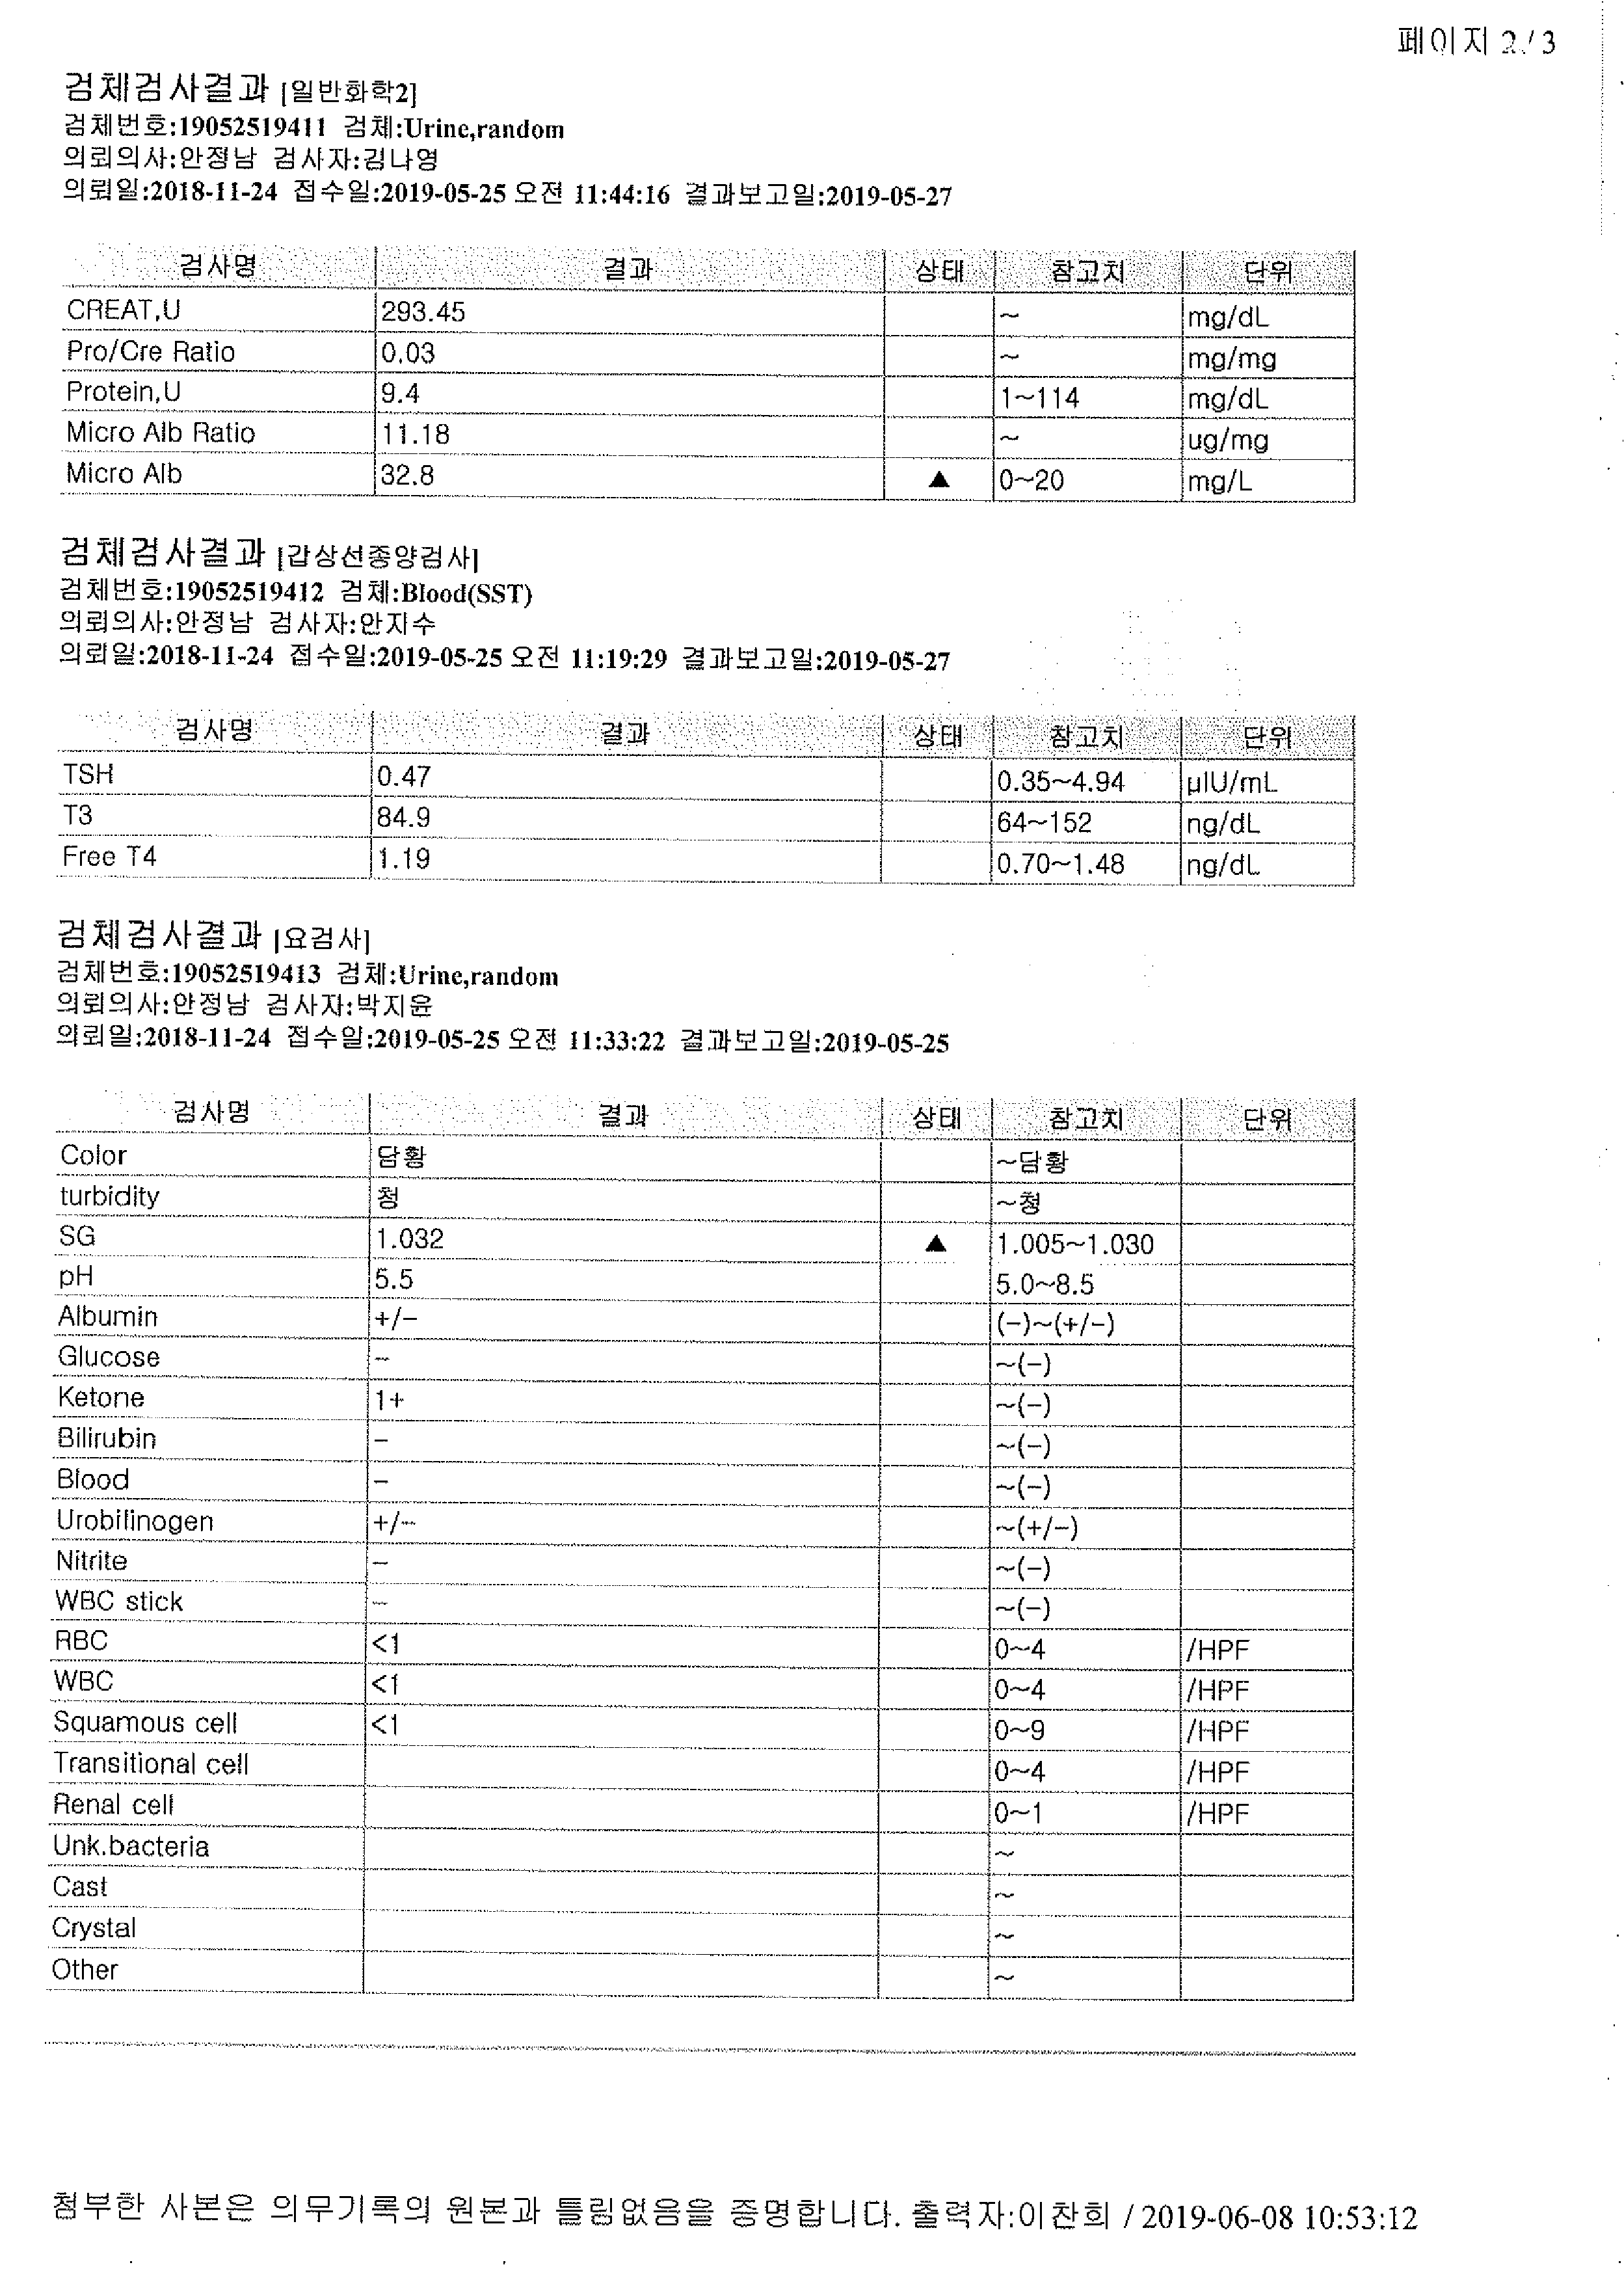 페이지 2/3
검체검사결과 [일반화학2]
검체번호:19052519411 검체:Urine,random
의뢰의사:안정남 검사자:김나영
의뢰일:2018-11-24 접수일:2019-05-25 오전 11:44:16 결과보고일:2019-05-27
검사명 결과 상태 참고치 단위
CREAT,U 293.45 ~ mg/dL
Pro/Cre Ratio 0.03 ~ mg/mg
Protein,U 9.4 1~114 mg/dL
Micro Alb Ratio 11.18 ~ ug/mg
Micro Alb 32.8 ▲ 0~20 mg/L
검체검사결과 [갑상선종양검사]
검체번호:19052519412 검체:Blood(SST)
의뢰의사:안정남 검사자:안지수
의뢰일:2018-11-24 접수일:2019-05-25 오전 11:19:29 결과보고일:2019-05-27
검사명 결과 상태 참고치 단위
TSH 0.47 0.35~4.94 µIU/mL
T3 84.9 64~152 ng/dL
Free T4 1.19 0.70~1.48 ng/dL
검체검사결과 [요검사]
검체번호:19052519413 검체:Urine,random
의뢰의사:안정남 검사자:박지윤
의뢰일:2018-11-24 접수일:2019-05-25 오전 11:33:22 결과보고일:2019-05-25
검사명 결과 상태 참고치 단위
Color 담황 ~담황
turbidity 청 ~청
SG 1.032 ▲ 1.005~1.030
pH 5.5 5.0~8.5
Albumin +/- (-)~(+/-)
Glucose - ~(-)
Ketone 1+ ~(-)
Bilirubin - ~(-)
Blood - ~(-)
Urobilinogen +/- ~(+/-)
Nitrite - ~(-)
WBC stick - ~(-)
RBC <1 0~4 /HPF
WBC <1 0~4 /HPF
Squamous cell <1 0~9 /HPF
Transitional cell 0~4 /HPF
Renal cell 0~1 /HPF
Unk.bacteria ~
Cast ~
Crystal ~
Other ~
첨부한 사본은 의무기록의 원본과 틀림없음을 증명합니다. 출력자:이찬희 / 2019-06-08 10:53:12